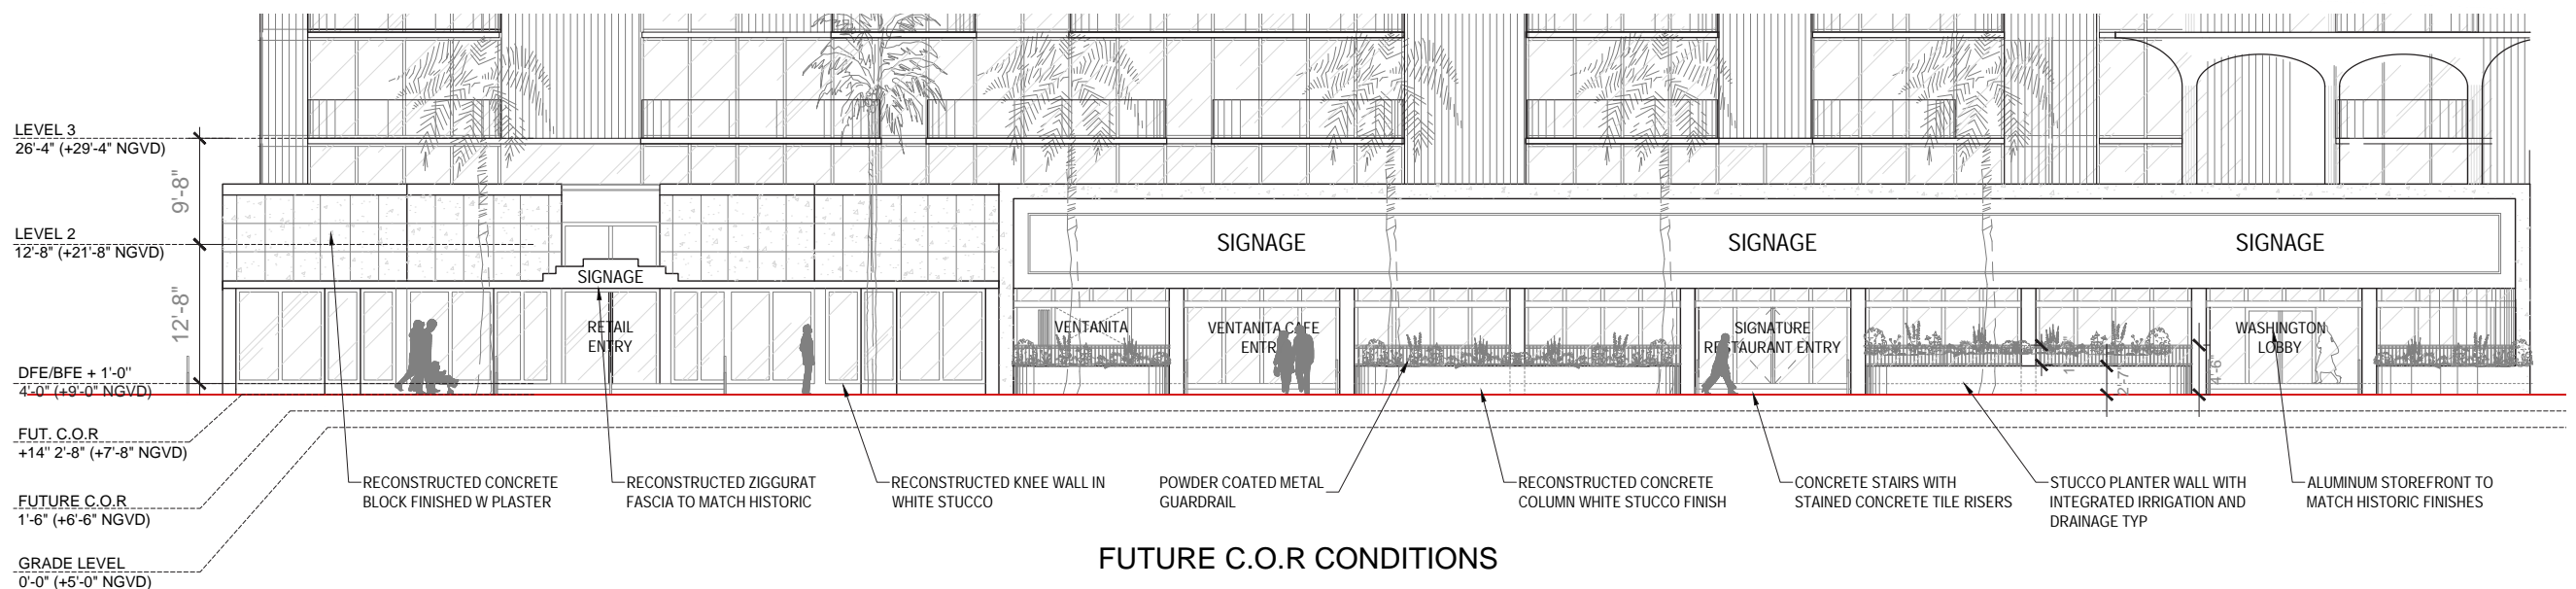 LEVEL 3
26'-4" (+29'-4" NGVD)
9'-8"
LEVEL 2
12'-8" (+21'-8" NGVD)
12'-8"
DFE/BFE + 1'-0"
4'-0" (+9'-0" NGVD)
FUT. C.O.R
+14" 2'-8" (+7'-8" NGVD)
FUTURE C.O.R
1'-6" (+6'-6" NGVD)
GRADE LEVEL
0'-0" (+5'-0" NGVD)
SIGNAGE
SIGNAGE
SIGNAGE
SIGNAGE
RETAIL
ENTRY
VENTANITA
VENTANITA CAFE
ENTRY
SIGNATURE
RESTAURANT ENTRY
WASHINGTON
LOBBY
2'-7"
4'-6"
RECONSTRUCTED CONCRETE
BLOCK FINISHED W PLASTER
RECONSTRUCTED ZIGGURAT
FASCIA TO MATCH HISTORIC
RECONSTRUCTED KNEE WALL IN
WHITE STUCCO
POWDER COATED METAL
GUARDRAIL
RECONSTRUCTED CONCRETE
COLUMN WHITE STUCCO FINISH
CONCRETE STAIRS WITH
STAINED CONCRETE TILE RISERS
STUCCO PLANTER WALL WITH
INTEGRATED IRRIGATION AND
DRAINAGE TYP
ALUMINUM STOREFRONT TO
MATCH HISTORIC FINISHES
FUTURE C.O.R CONDITIONS